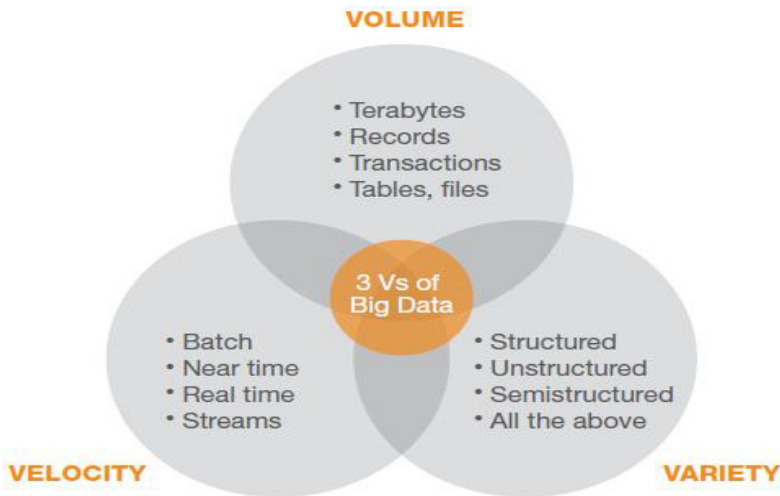 VOLUME
• Terabytes
• Records
• Transactions
• Tables, files
3 Vs of
Big Data
• Batch
• Near time
• Real time
• Streams
• Structured
• Unstructured
• Semistructured
• All the above
VELOCITY
VARIETY